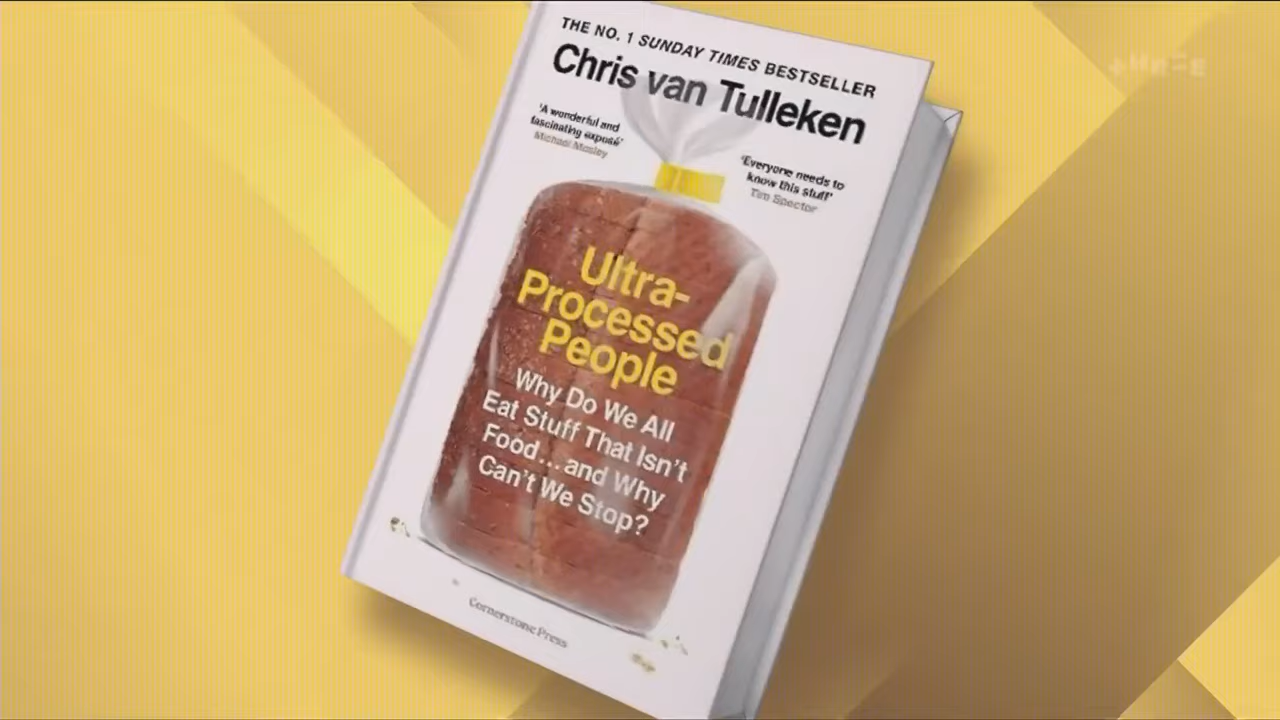 THE NO. 1 SUNDAY TIMES BESTSELLER
Chris van Tulleken
'A wonderful and
fascinating exposé'
Michael Mosley
'Everyone needs to
know this stuff'
Tim Spector
Ultra-
Processed
People
Why Do We All
Eat Stuff That Isn't
Food...and Why
Can't We Stop?
Cornerstone Press